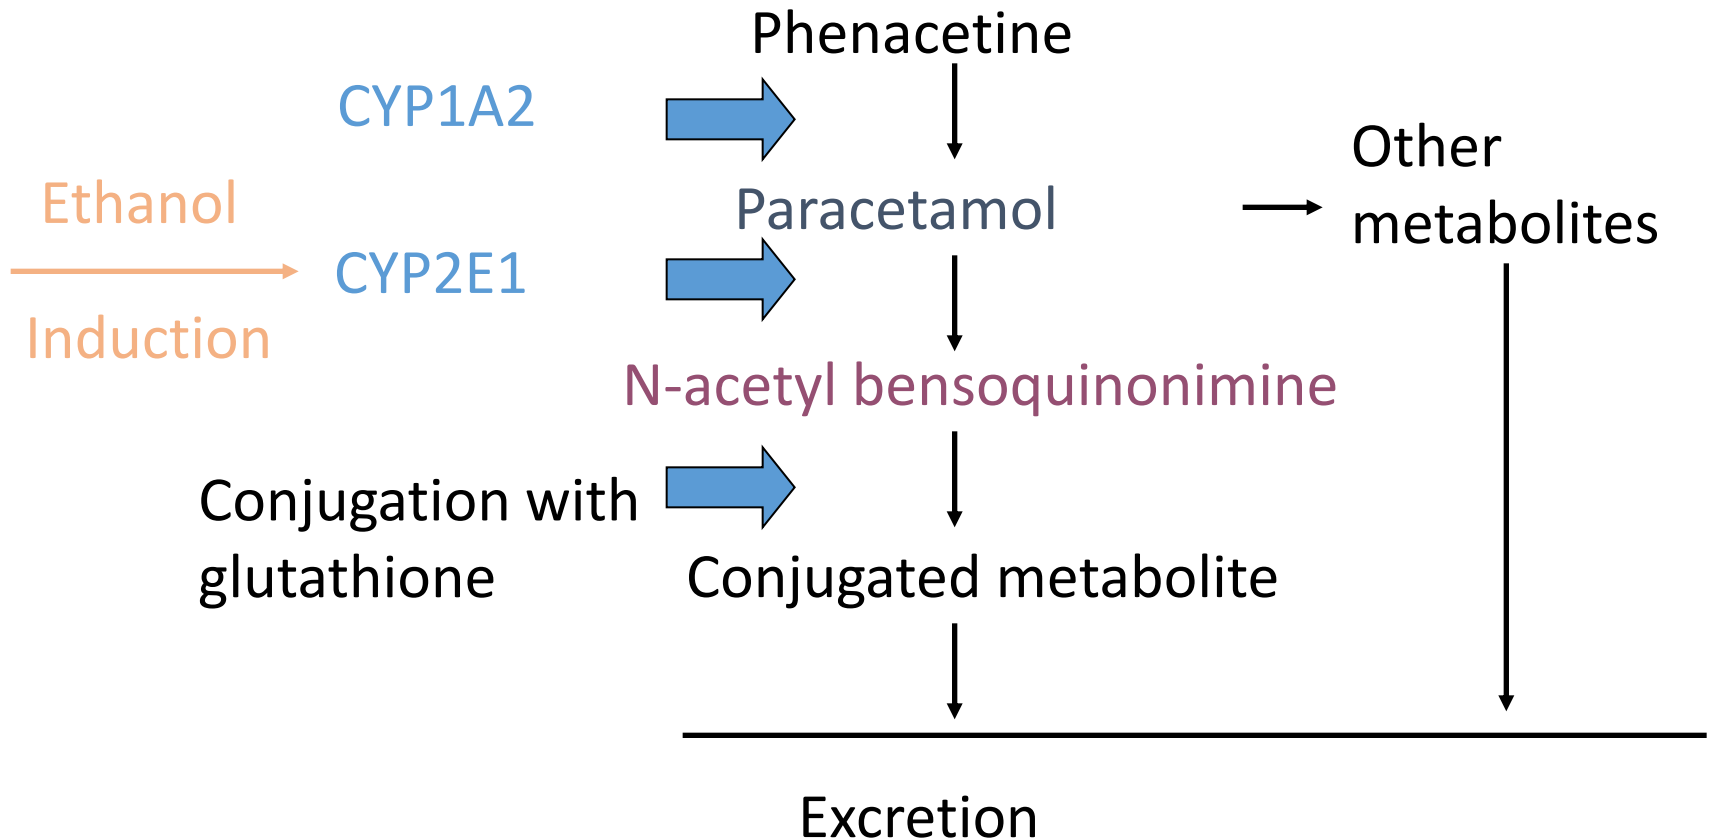 Phenacetine
CYP1A2
Other
metabolites
Ethanol
Paracetamol
CYP2E1
Induction
N-acetyl bensoquinonimine
Conjugation with
glutathione
Conjugated metabolite
Excretion